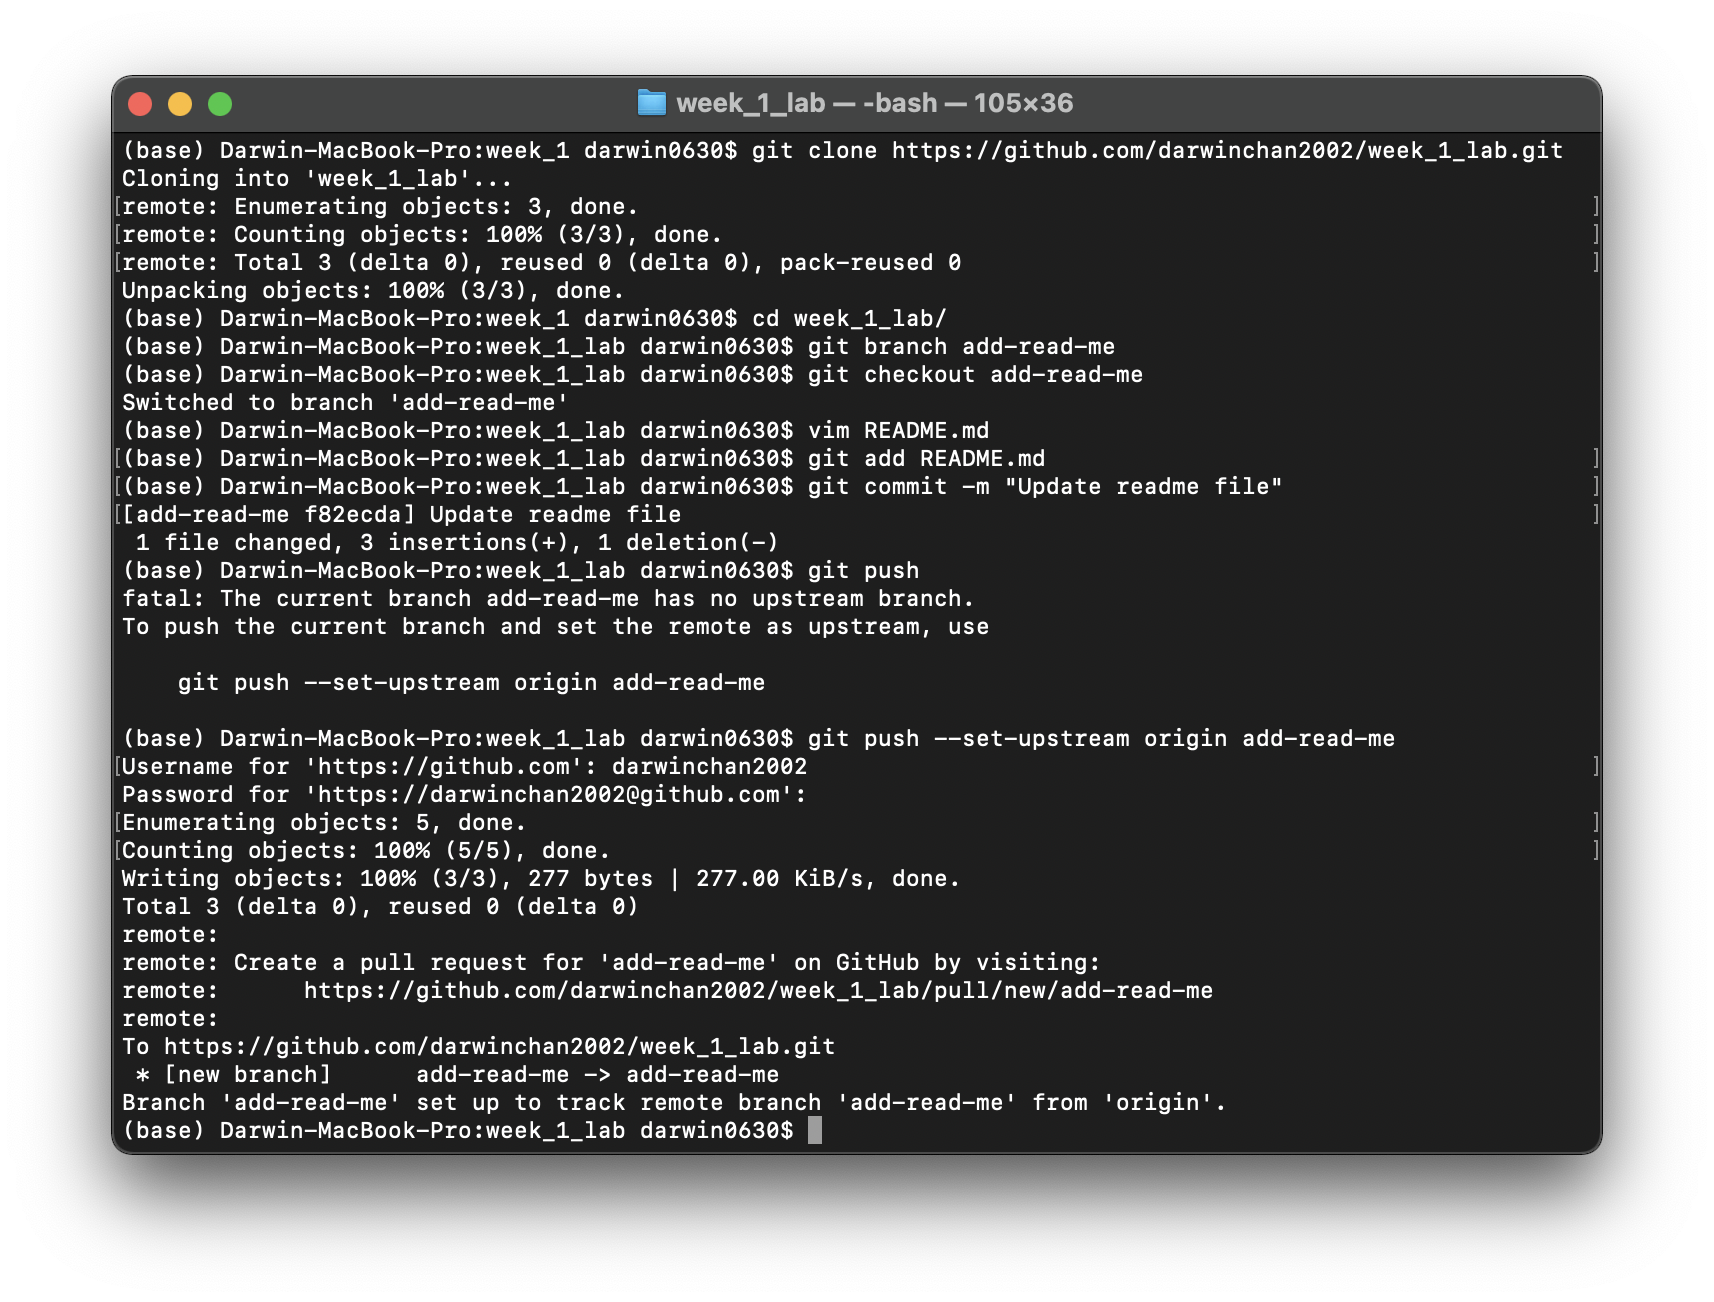 week_1_lab — -bash — 105×36
(base) Darwin-MacBook-Pro:week_1 darwin0630$ git clone https://github.com/darwinchan2002/week_1_lab.git
Cloning into 'week_1_lab'...
[remote: Enumerating objects: 3, done. ]
[remote: Counting objects: 100% (3/3), done. ]
[remote: Total 3 (delta 0), reused 0 (delta 0), pack-reused 0 ]
Unpacking objects: 100% (3/3), done.
(base) Darwin-MacBook-Pro:week_1 darwin0630$ cd week_1_lab/
(base) Darwin-MacBook-Pro:week_1_lab darwin0630$ git branch add-read-me
(base) Darwin-MacBook-Pro:week_1_lab darwin0630$ git checkout add-read-me
Switched to branch 'add-read-me'
(base) Darwin-MacBook-Pro:week_1_lab darwin0630$ vim README.md
[(base) Darwin-MacBook-Pro:week_1_lab darwin0630$ git add README.md ]
[(base) Darwin-MacBook-Pro:week_1_lab darwin0630$ git commit -m "Update readme file" ]
[[add-read-me f82ecda] Update readme file ]
 1 file changed, 3 insertions(+), 1 deletion(-)
(base) Darwin-MacBook-Pro:week_1_lab darwin0630$ git push
fatal: The current branch add-read-me has no upstream branch.
To push the current branch and set the remote as upstream, use
    git push --set-upstream origin add-read-me
(base) Darwin-MacBook-Pro:week_1_lab darwin0630$ git push --set-upstream origin add-read-me
[Username for 'https://github.com': darwinchan2002 ]
Password for 'https://darwinchan2002@github.com':
[Enumerating objects: 5, done. ]
[Counting objects: 100% (5/5), done. ]
Writing objects: 100% (3/3), 277 bytes | 277.00 KiB/s, done.
Total 3 (delta 0), reused 0 (delta 0)
remote:
remote: Create a pull request for 'add-read-me' on GitHub by visiting:
remote:      https://github.com/darwinchan2002/week_1_lab/pull/new/add-read-me
remote:
To https://github.com/darwinchan2002/week_1_lab.git
 * [new branch]      add-read-me -> add-read-me
Branch 'add-read-me' set up to track remote branch 'add-read-me' from 'origin'.
(base) Darwin-MacBook-Pro:week_1_lab darwin0630$